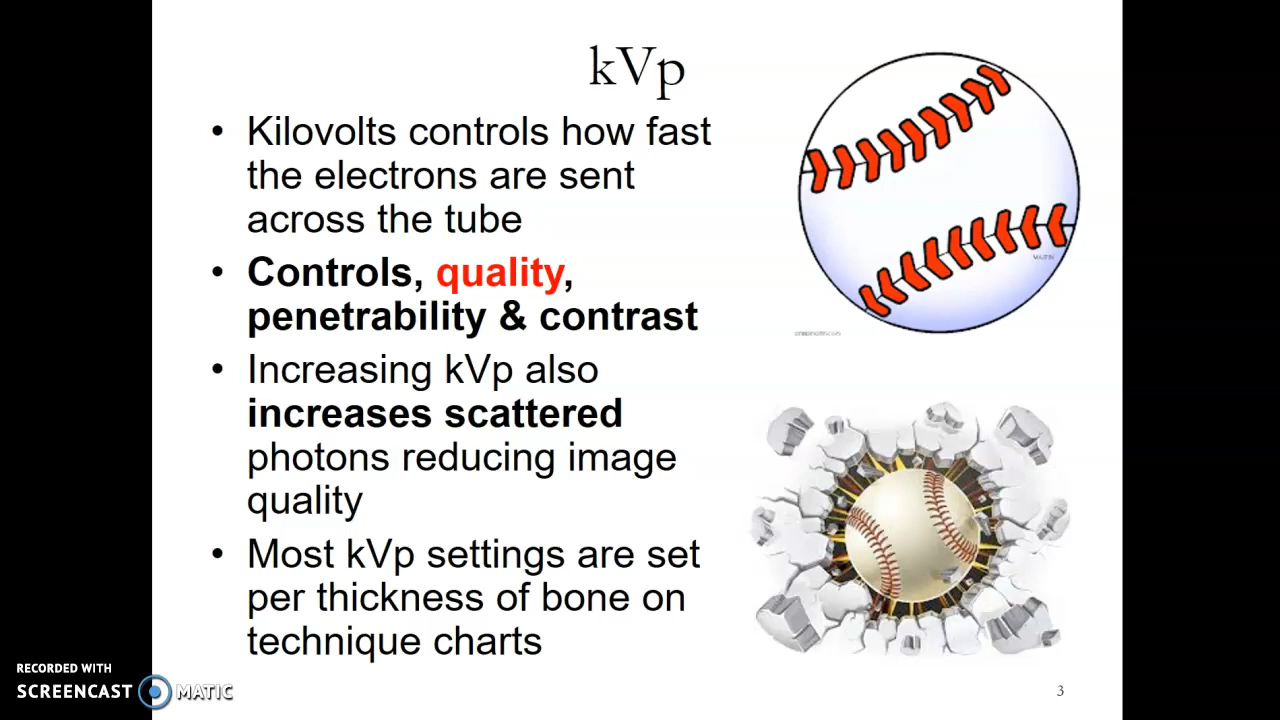 kVp
• Kilovolts controls how fast
the electrons are sent
across the tube
• Controls, quality,
penetrability & contrast
• Increasing kVp also
increases scattered
photons reducing image
quality
• Most kVp settings are set
per thickness of bone on
technique charts
RECORDED WITH
SCREENCAST MATIC
3